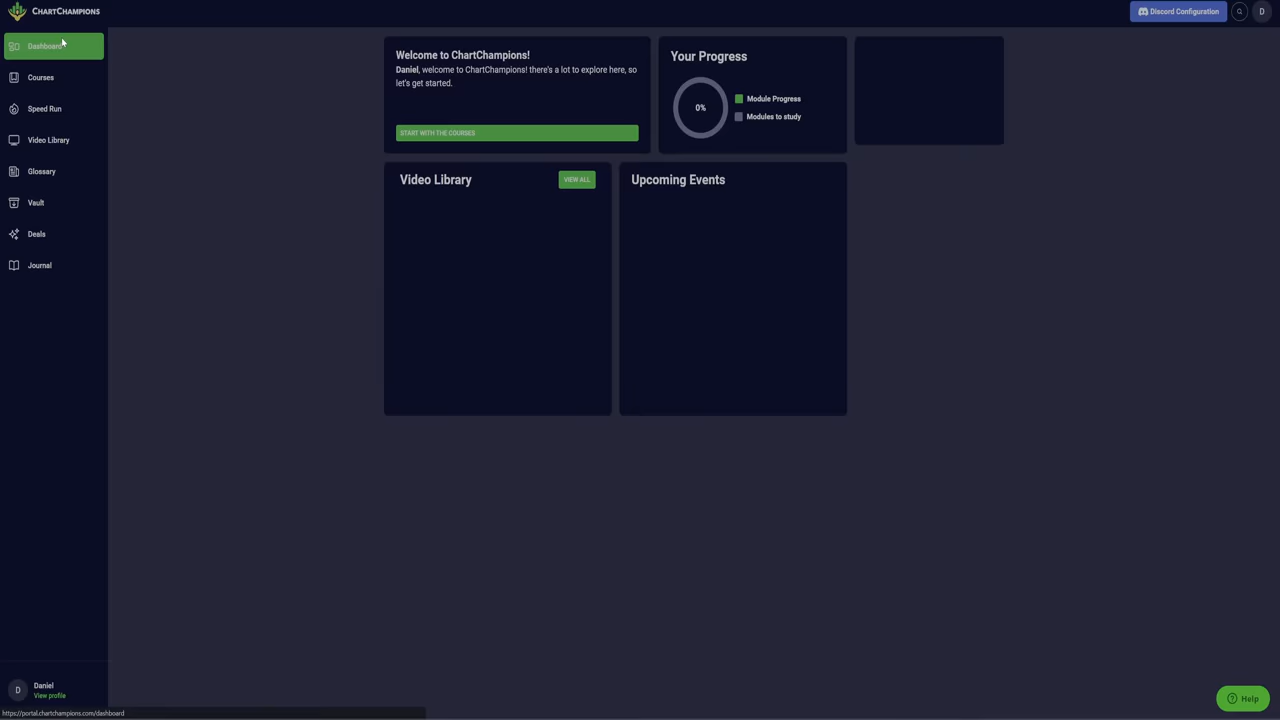 CHARTCHAMPIONS
Discord Configuration
D
Dashboard
Courses
Speed Run
Video Library
Glossary
Vault
Deals
Journal
Welcome to ChartChampions!
Daniel, welcome to ChartChampions! there's a lot to explore here, so
let's get started.
START WITH THE COURSES
Your Progress
0%
Module Progress
Modules to study
Video Library
VIEW ALL
Upcoming Events
D
Daniel
View profile
Help
https://portal.chartchampions.com/dashboard